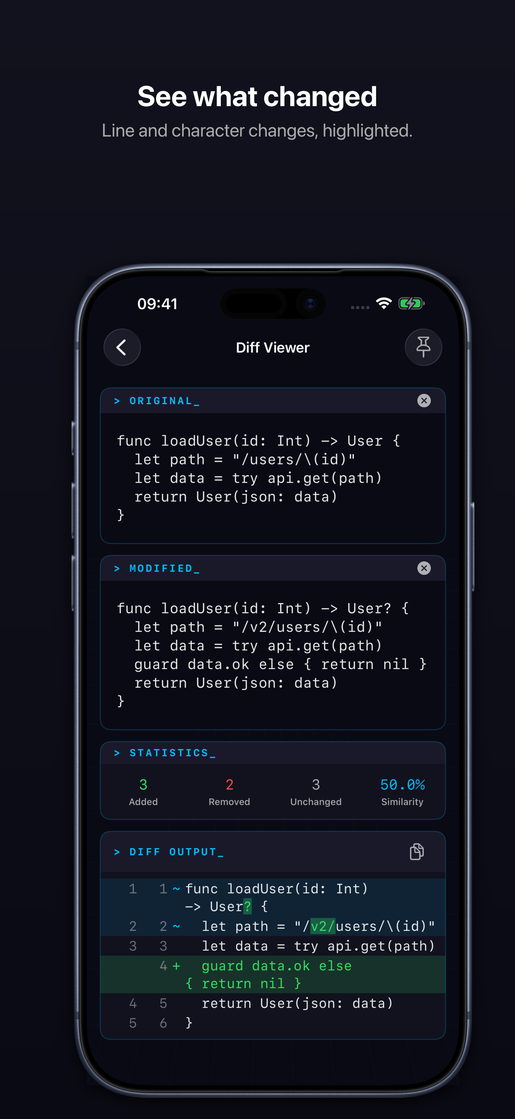 See what changed
Line and character changes, highlighted.
09:41
Diff Viewer
> ORIGINAL_
func loadUser(id: Int) -> User {
  let path = "/users/\(id)"
  let data = try api.get(path)
  return User(json: data)
}
> MODIFIED_
func loadUser(id: Int) -> User? {
  let path = "/v2/users/\(id)"
  let data = try api.get(path)
  guard data.ok else { return nil }
  return User(json: data)
}
> STATISTICS_
3 2 3 50.0%
Added Removed Unchanged Similarity
> DIFF OUTPUT_
1 1 ~ func loadUser(id: Int)
-> User? {
2 2 ~   let path = "/v2/users/\(id)"
3 3   let data = try api.get(path)
4 +   guard data.ok else
{ return nil }
4 5   return User(json: data)
5 6 }